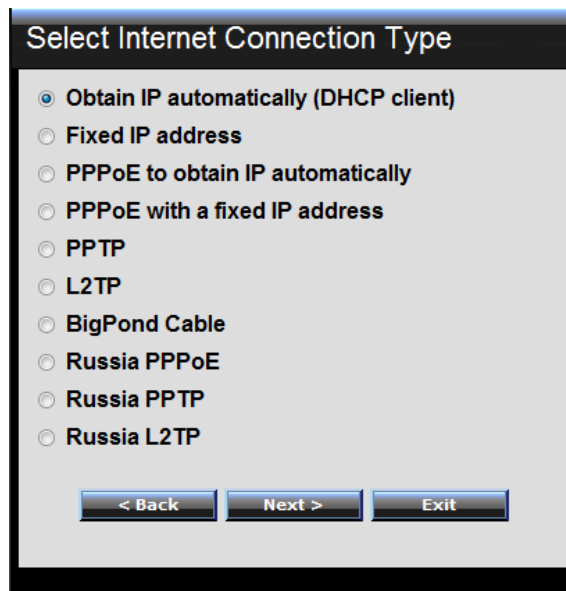 Select Internet Connection Type
Obtain IP automatically (DHCP client)
Fixed IP address
PPPoE to obtain IP automatically
PPPoE with a fixed IP address
PPTP
L2TP
BigPond Cable
Russia PPPoE
Russia PPTP
Russia L2TP
< Back Next > Exit